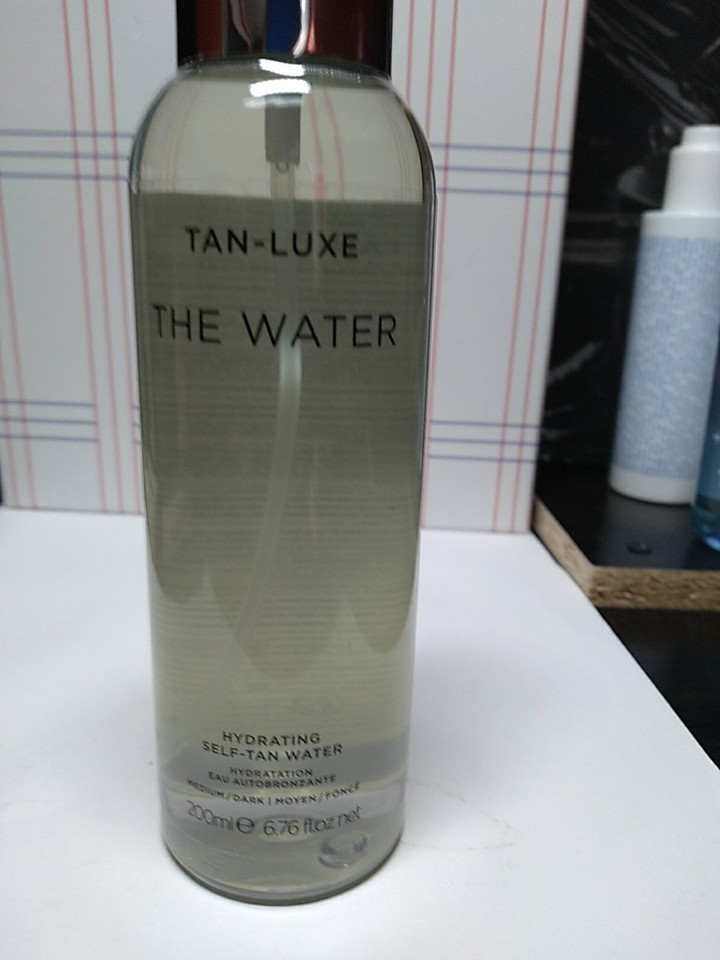 TAN-LUXE
THE WATER
HYDRATING
SELF-TAN WATER
HYDRATATION
EAU AUTOBRONZANTE
MEDIUM/DARK | MOYEN/FONCÉ
200ml ℮ 6.76 fl.oz net